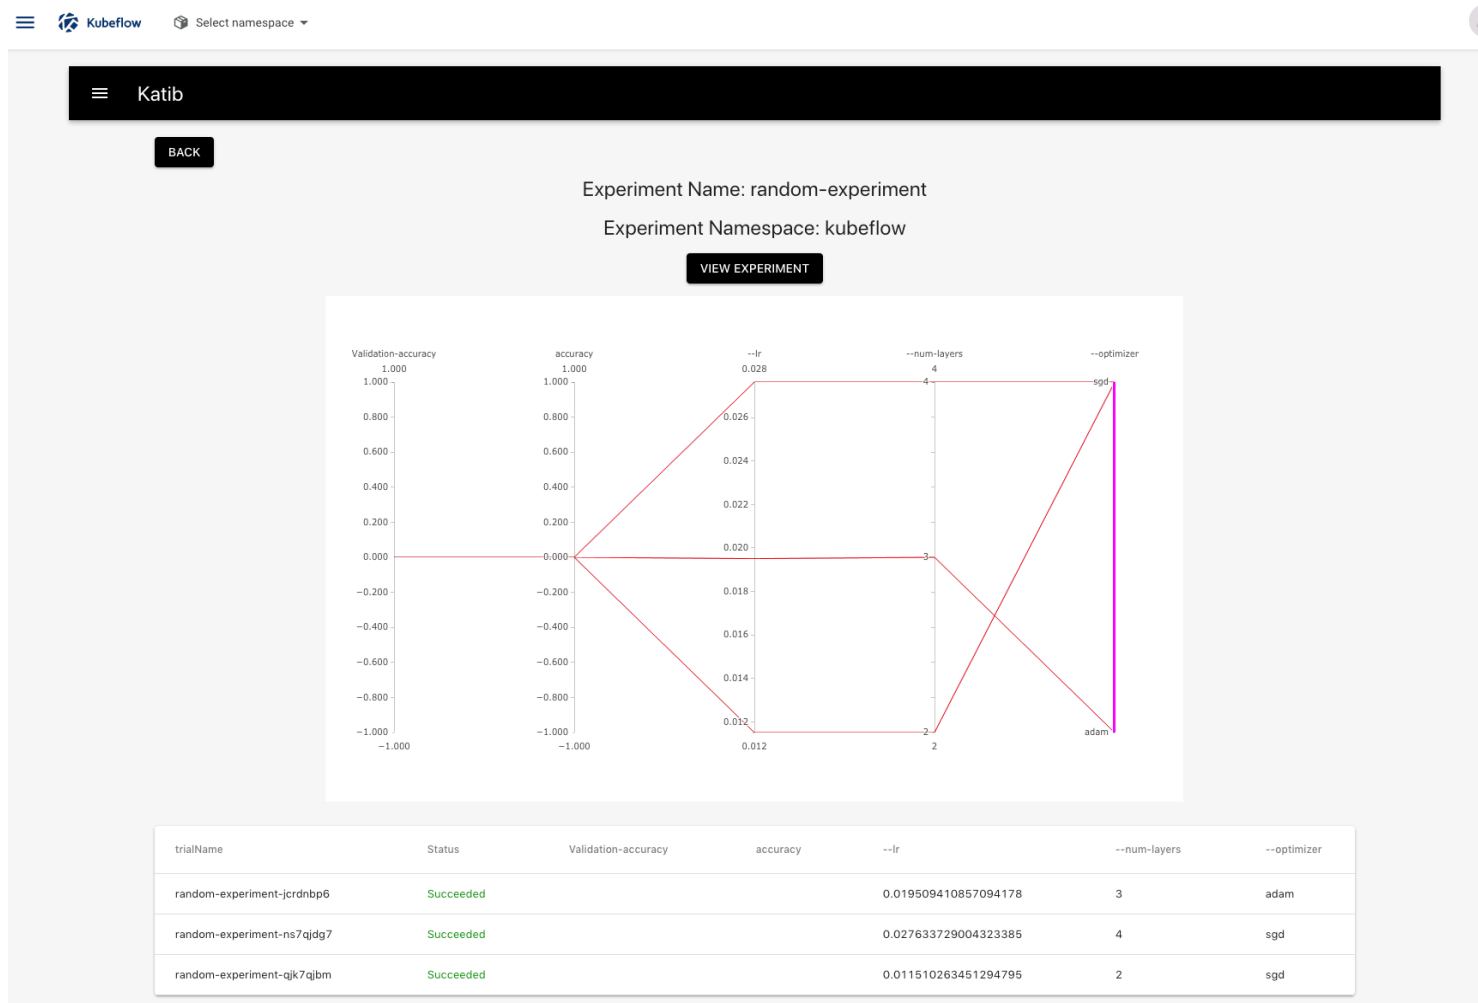 Kubeflow Select namespace
Katib
BACK
Experiment Name: random-experiment
Experiment Namespace: kubeflow
VIEW EXPERIMENT
Validation-accuracy accuracy --lr --num-layers --optimizer
1.000 1.000 0.028 4
1.000 1.000 4 sgd
0.800 0.800 0.026
0.600 0.600 0.024
0.400 0.400
0.200 0.200 0.022
0.000 0.000 0.020 3
−0.200 −0.200 0.018
−0.400 −0.400 0.016
−0.600 −0.600 0.014
−0.800 −0.800 0.012
−1.000 −1.000 2 adam
−1.000 −1.000 0.012 2
trialName Status Validation-accuracy accuracy --lr --num-layers --optimizer
random-experiment-jcrdnbp6 Succeeded 0.019509410857094178 3 adam
random-experiment-ns7qjdg7 Succeeded 0.027633729004323385 4 sgd
random-experiment-qjk7qjbm Succeeded 0.011510263451294795 2 sgd